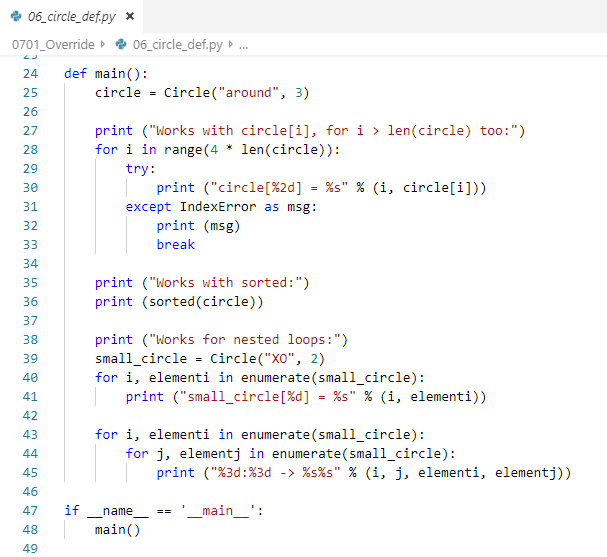 06_circle_def.py ×
0701_Override › 06_circle_def.py › ...
24 def main():
25     circle = Circle("around", 3)
26
27     print ("Works with circle[i], for i > len(circle) too:")
28     for i in range(4 * len(circle)):
29         try:
30             print ("circle[%2d] = %s" % (i, circle[i]))
31         except IndexError as msg:
32             print (msg)
33             break
34
35     print ("Works with sorted:")
36     print (sorted(circle))
37
38     print ("Works for nested loops:")
39     small_circle = Circle("XO", 2)
40     for i, elementi in enumerate(small_circle):
41         print ("small_circle[%d] = %s" % (i, elementi))
42
43     for i, elementi in enumerate(small_circle):
44         for j, elementj in enumerate(small_circle):
45             print ("%3d:%3d -> %s%s" % (i, j, elementi, elementj))
46
47 if __name__ == '__main__':
48     main()
49